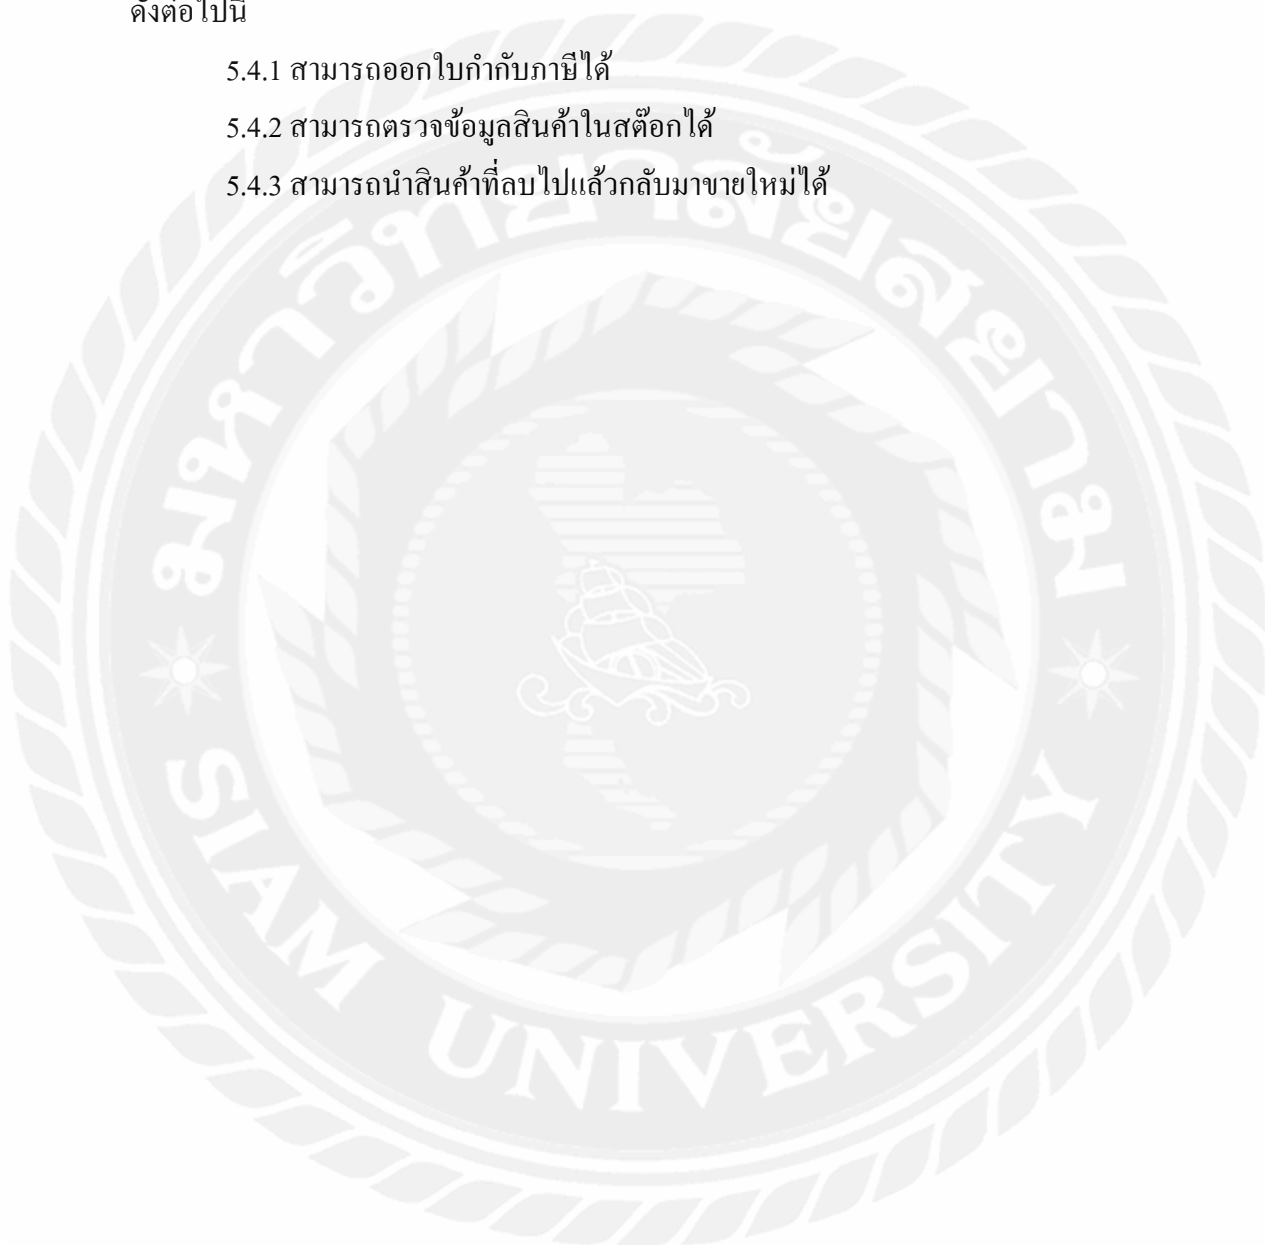 ดังต่อไปนี้
5.4.1 สามารถออกใบกำกับภาษีได้
5.4.2 สามารถตรวจข้อมูลสินค้าในสต๊อกได้
5.4.3 สามารถนำสินค้าที่ลบไปแล้วกลับมาขายใหม่ได้
มหาวิทยาลัยสยาม
SIAM UNIVERSITY